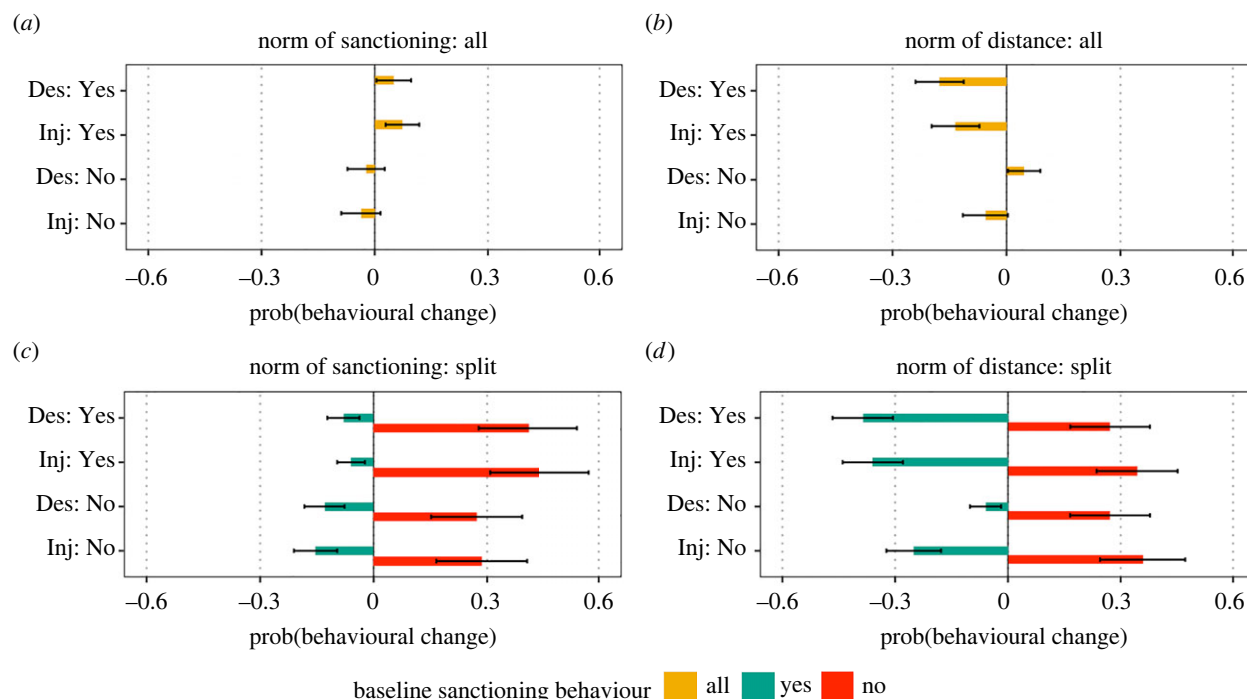 (a)
norm of sanctioning: all
Des: Yes
Inj: Yes
Des: No
Inj: No
–0.6 –0.3 0 0.3 0.6
prob(behavioural change)
(b)
norm of distance: all
Des: Yes
Inj: Yes
Des: No
Inj: No
–0.6 –0.3 0 0.3 0.6
prob(behavioural change)
(c)
norm of sanctioning: split
Des: Yes
Inj: Yes
Des: No
Inj: No
–0.6 –0.3 0 0.3 0.6
prob(behavioural change)
(d)
norm of distance: split
Des: Yes
Inj: Yes
Des: No
Inj: No
–0.6 –0.3 0 0.3 0.6
prob(behavioural change)
baseline sanctioning behaviour all yes no